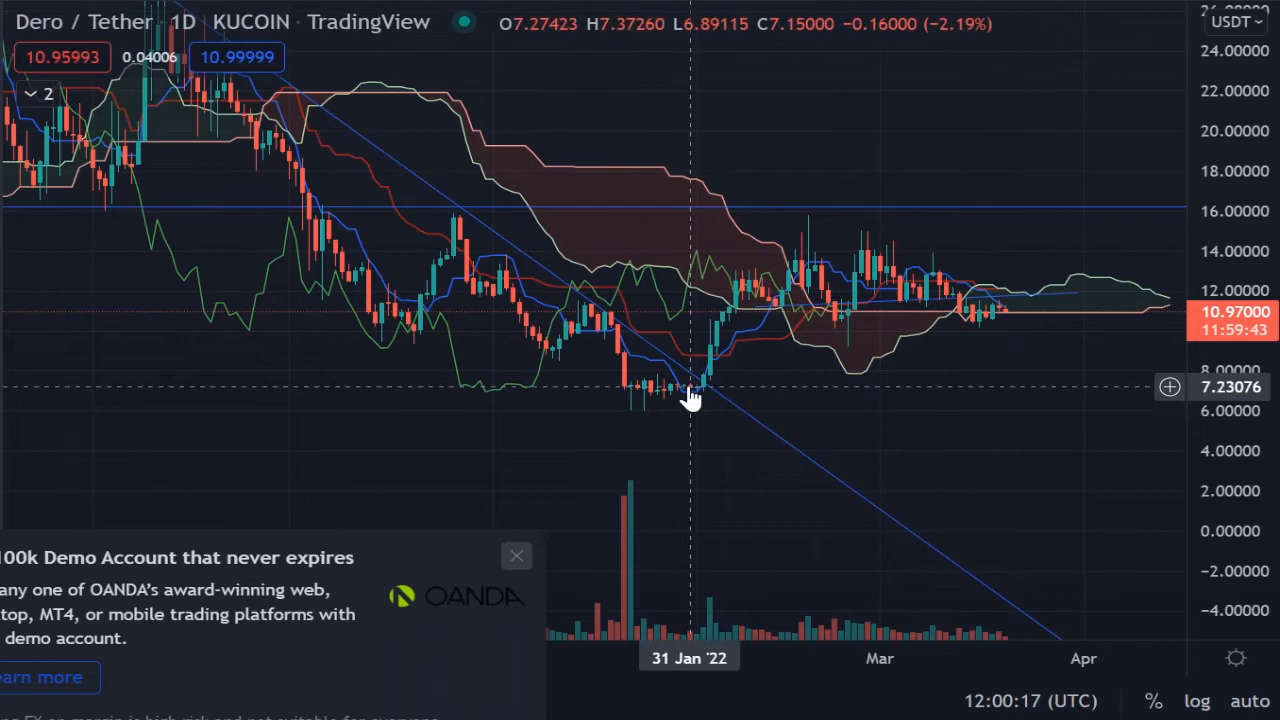 Dero / Tether · 1D · KUCOIN · TradingView O7.27423 H7.37260 L6.89115 C7.15000 −0.16000 (−2.19%)
USDT
10.95993 0.04006 10.99999
2
24.00000
22.00000
20.00000
18.00000
16.00000
14.00000
12.00000
10.97000
11:59:43
8.00000
7.23076
6.00000
4.00000
2.00000
0.00000
−2.00000
−4.00000
100k Demo Account that never expires
any one of OANDA's award-winning web,
top, MT4, or mobile trading platforms with
demo account.
OANDA
earn more
31 Jan '22 Mar Apr
12:00:17 (UTC) % log auto